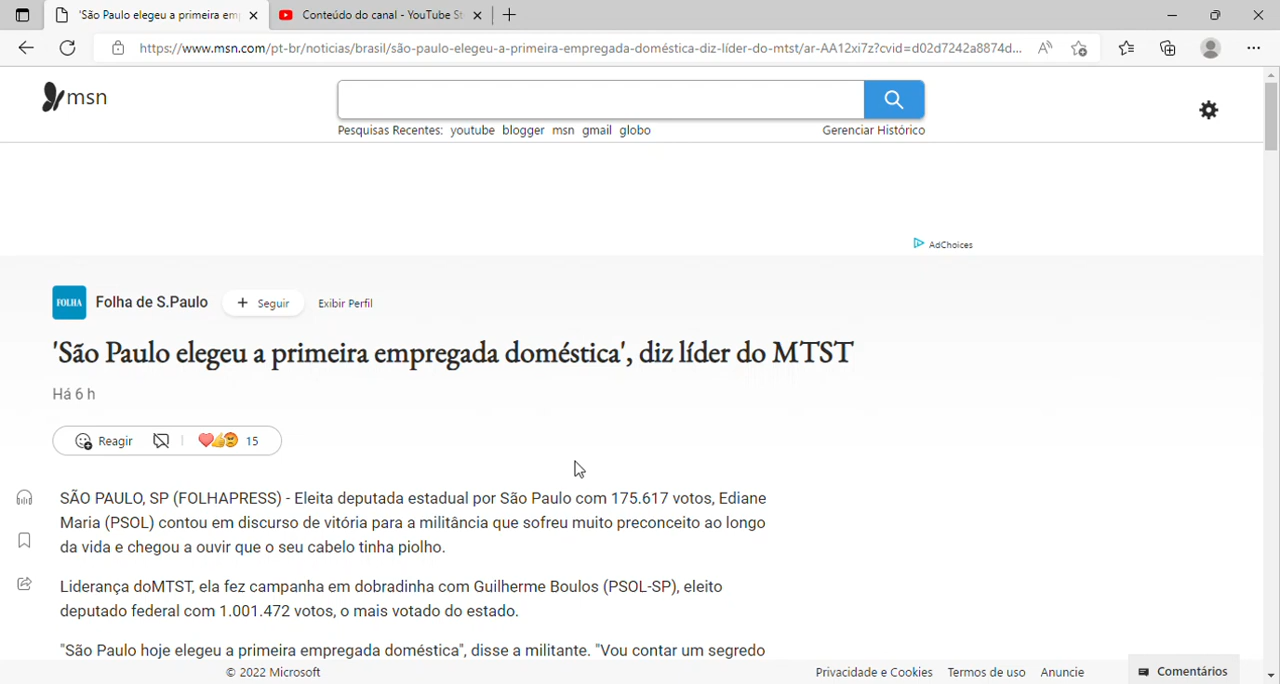 'São Paulo elegeu a primeira em
Conteúdo do canal - YouTube St
https://www.msn.com/pt-br/noticias/brasil/são-paulo-elegeu-a-primeira-empregada-doméstica-diz-líder-do-mtst/ar-AA12xi7z?cvid=d02d7242a8874d...
msn
Pesquisas Recentes: youtube blogger msn gmail globo
Gerenciar Histórico
AdChoices
FOLHA
Folha de S.Paulo
+ Seguir
Exibir Perfil
'São Paulo elegeu a primeira empregada doméstica', diz líder do MTST
Há 6 h
Reagir
15
SÃO PAULO, SP (FOLHAPRESS) - Eleita deputada estadual por São Paulo com 175.617 votos, Ediane
Maria (PSOL) contou em discurso de vitória para a militância que sofreu muito preconceito ao longo
da vida e chegou a ouvir que o seu cabelo tinha piolho.
Liderança doMTST, ela fez campanha em dobradinha com Guilherme Boulos (PSOL-SP), eleito
deputado federal com 1.001.472 votos, o mais votado do estado.
"São Paulo hoje elegeu a primeira empregada doméstica", disse a militante. "Vou contar um segredo
© 2022 Microsoft
Privacidade e Cookies
Termos de uso
Anuncie
Comentários